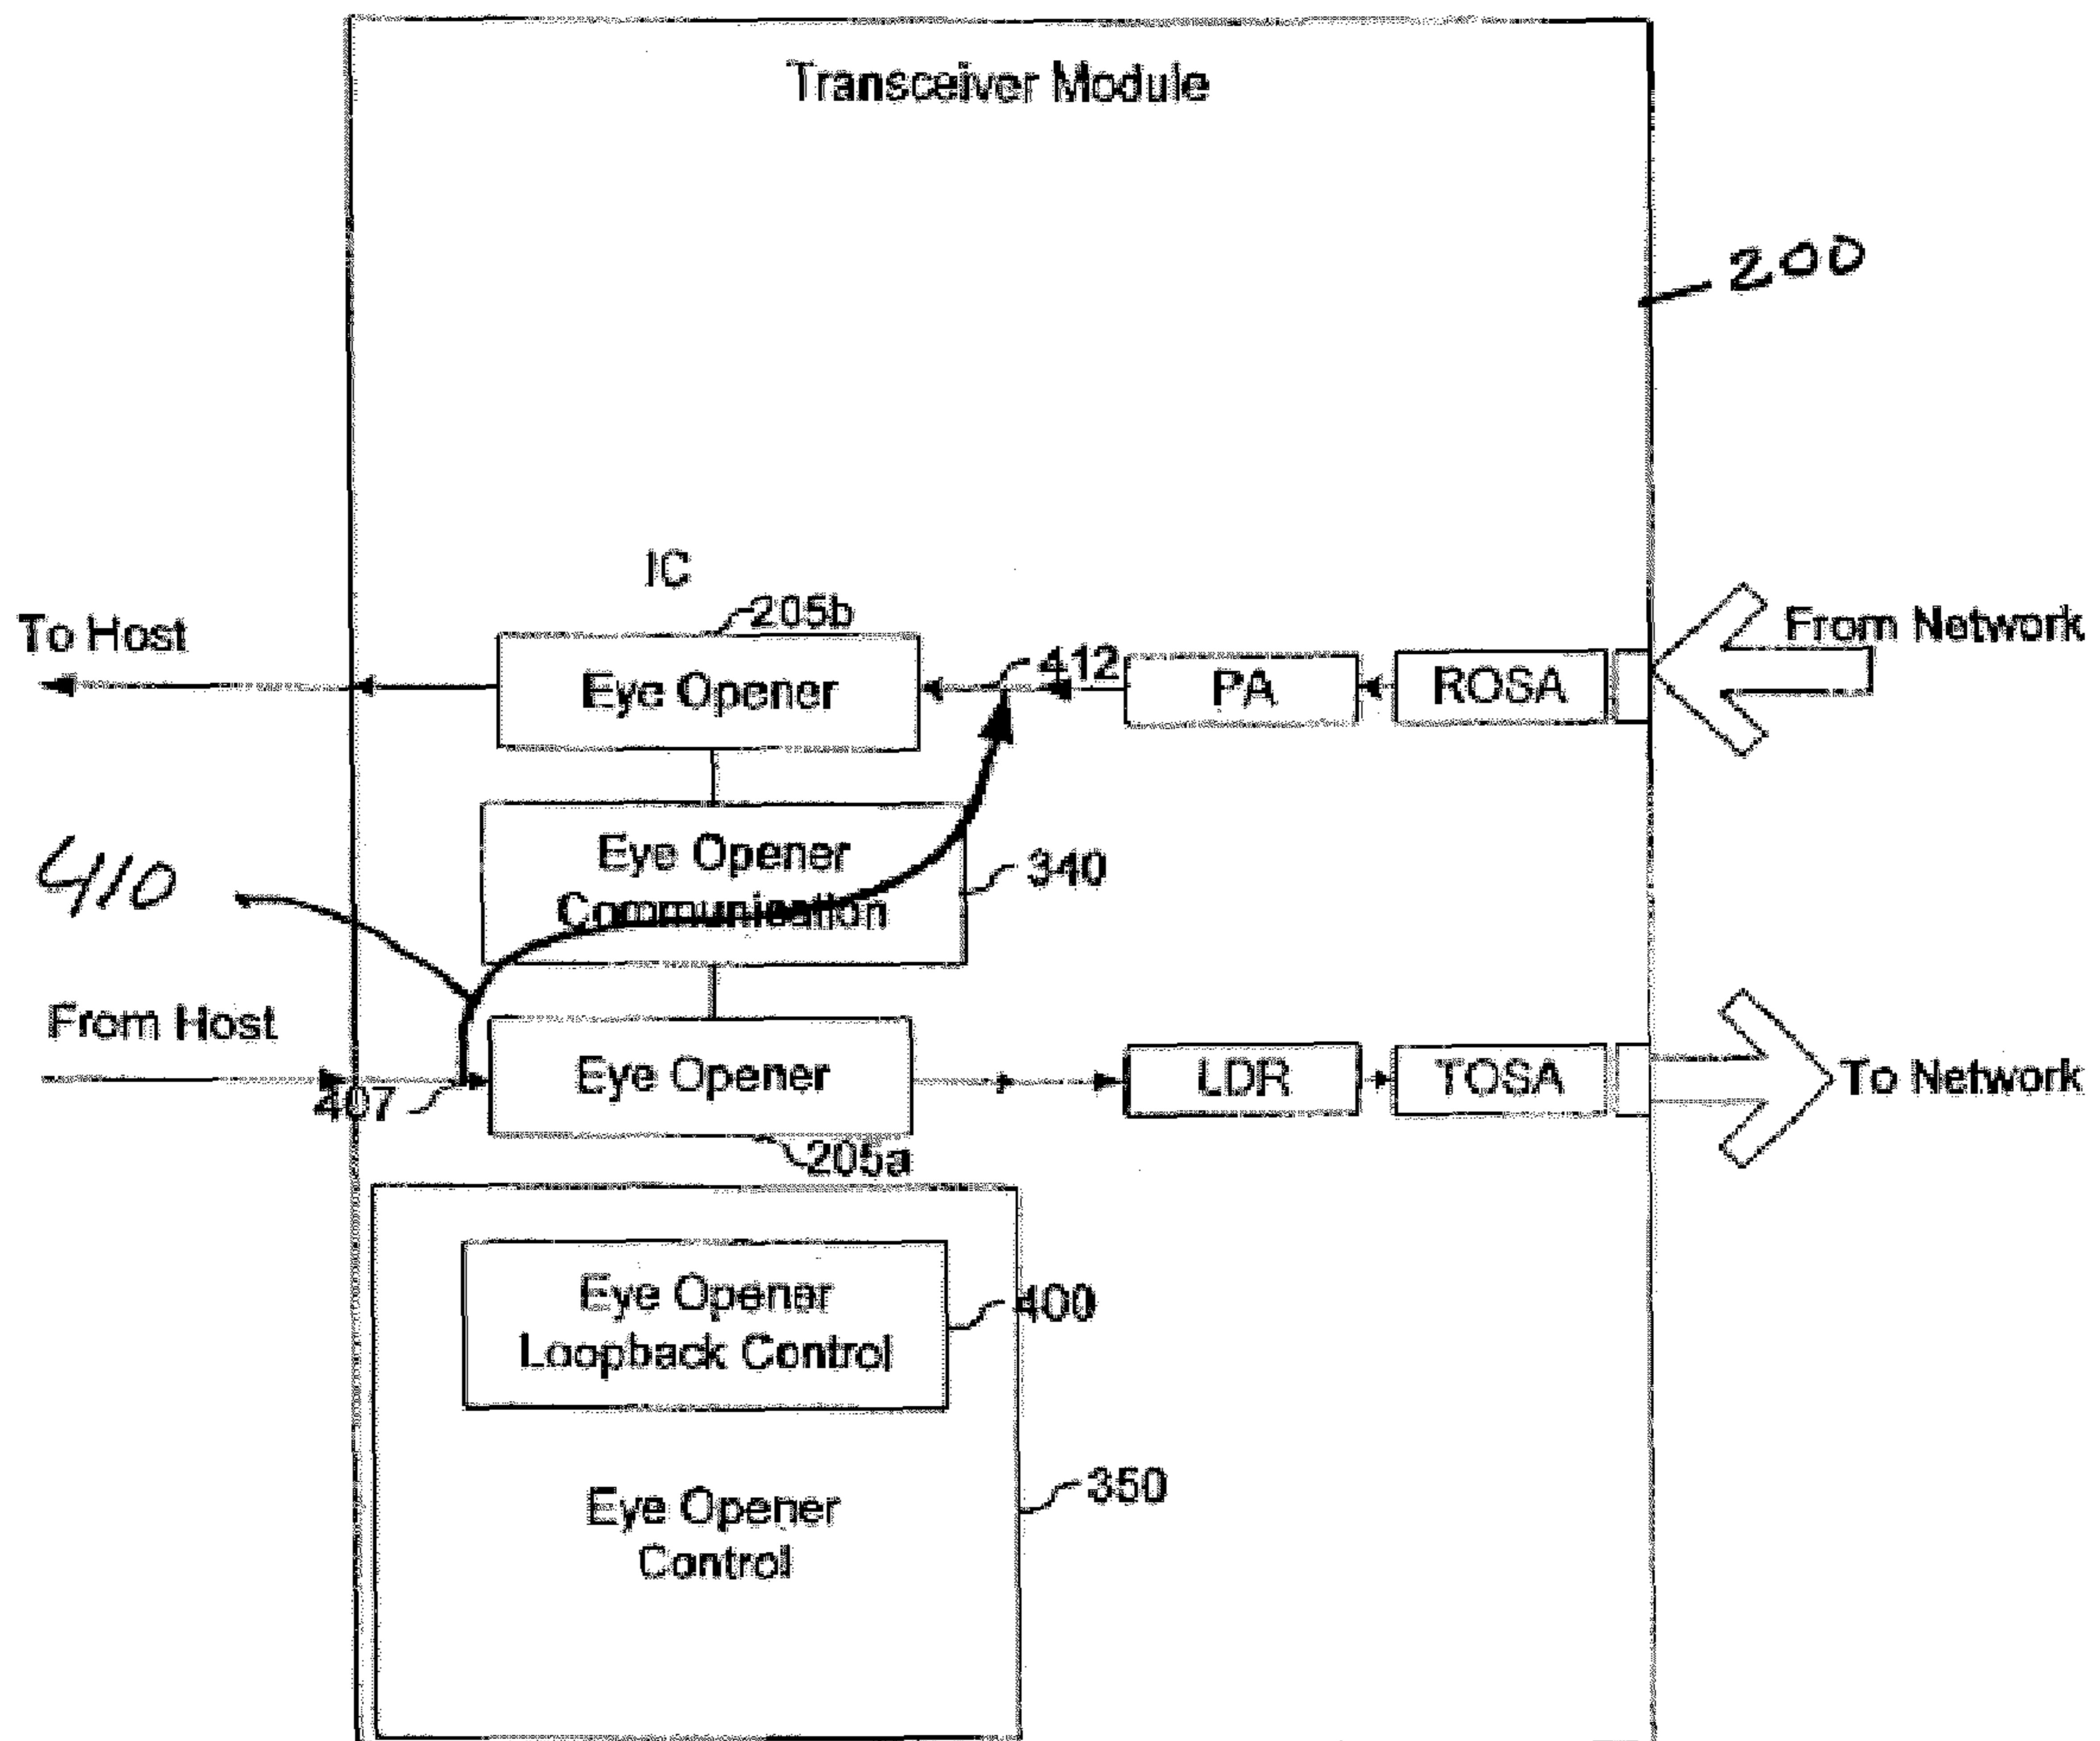 Transceiver Module
200
IC
205b
To Host
Eye Opener
412
PA
ROSA
From Network
Eye Opener
Communication
340
410
From Host
407
Eye Opener
205a
LDR
TOSA
To Network
Eye Opener
Loopback Control
400
Eye Opener
Control
350